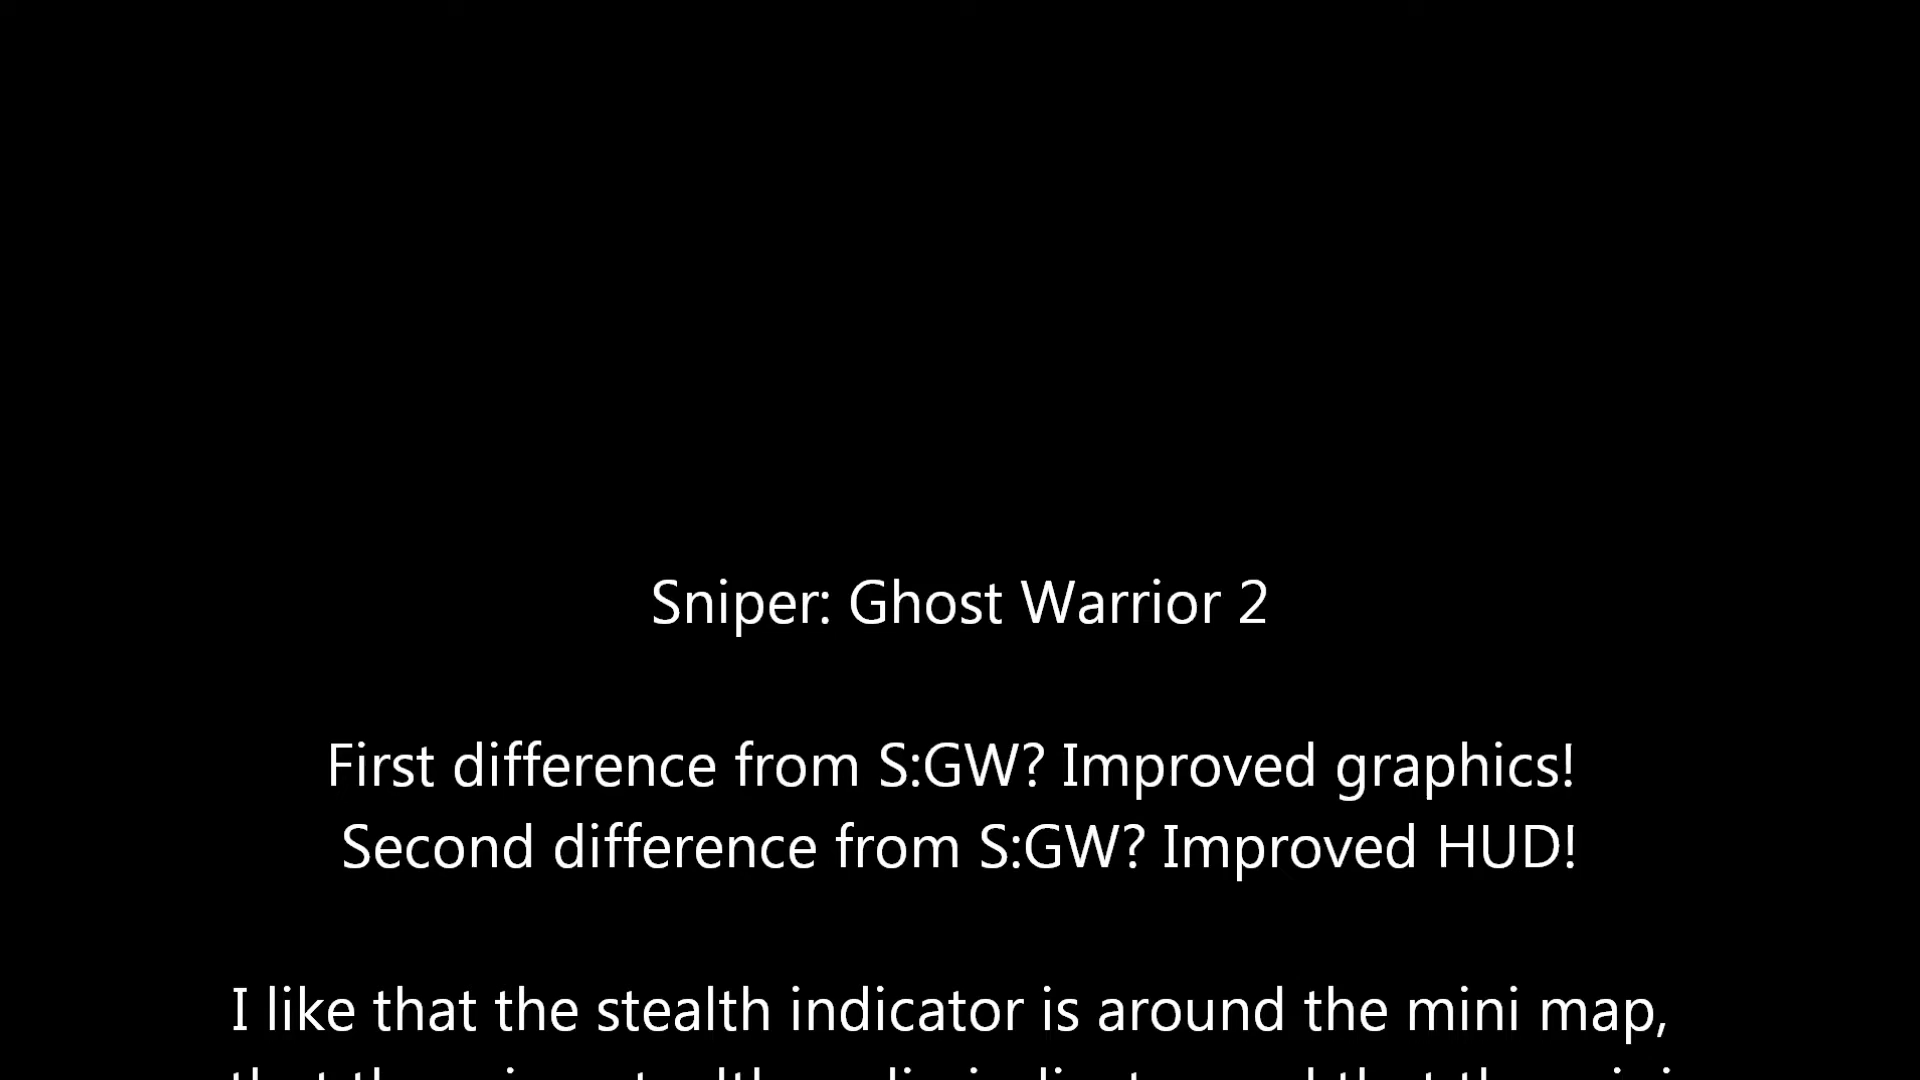 Sniper: Ghost Warrior 2
First difference from S:GW? Improved graphics!
Second difference from S:GW? Improved HUD!
I like that the stealth indicator is around the mini map,